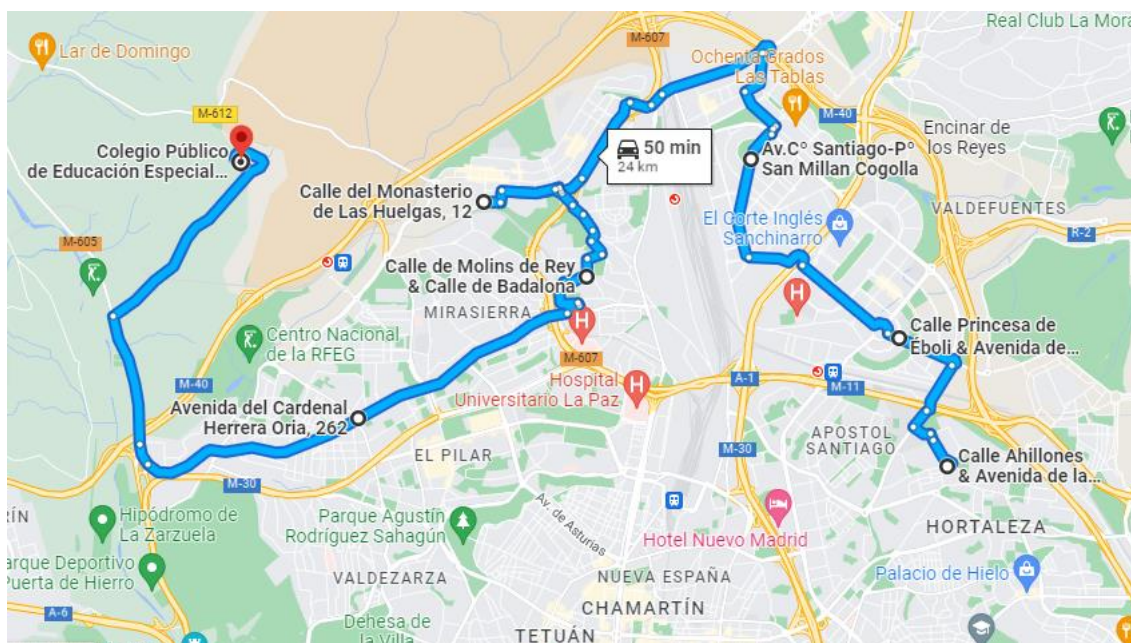 Real Club La Mora
Lar de Domingo
M-607
Ochenta Grados
Las Tablas
M-612
M-40
Encinar de
los Reyes
Colegio Público
de Educación Especial...
50 min
24 km
Av.Cº Santiago-Pº
San Millan Cogolla
Calle del Monasterio
de Las Huelgas, 12
VALDEFUENTES
El Corte Inglés
Sanchinarro
R-2
M-605
Calle de Molins de Rey
& Calle de Badalona
H
MIRASIERRA
H
Centro Nacional
de la RFEG
Calle Princesa de
Éboli & Avenida de...
M-607
M-40
A-1
M-11
Hospital
Universitario La Paz
H
Avenida del Cardenal
Herrera Oria, 262
APOSTOL
SANTIAGO
EL PILAR
M-30
M-30
Calle Ahillones
& Avenida de la...
RÍN
Hipódromo de
La Zarzuela
Parque Agustín
Rodríguez Sahagún
Av. de Asturias
Hotel Nuevo Madrid
HORTALEZA
arque Deportivo
Puerta de Hierro
VALDEZARZA
NUEVA ESPAÑA
Palacio de Hielo
A-6
Dehesa de
la Villa
CHAMARTÍN
TETUÁN